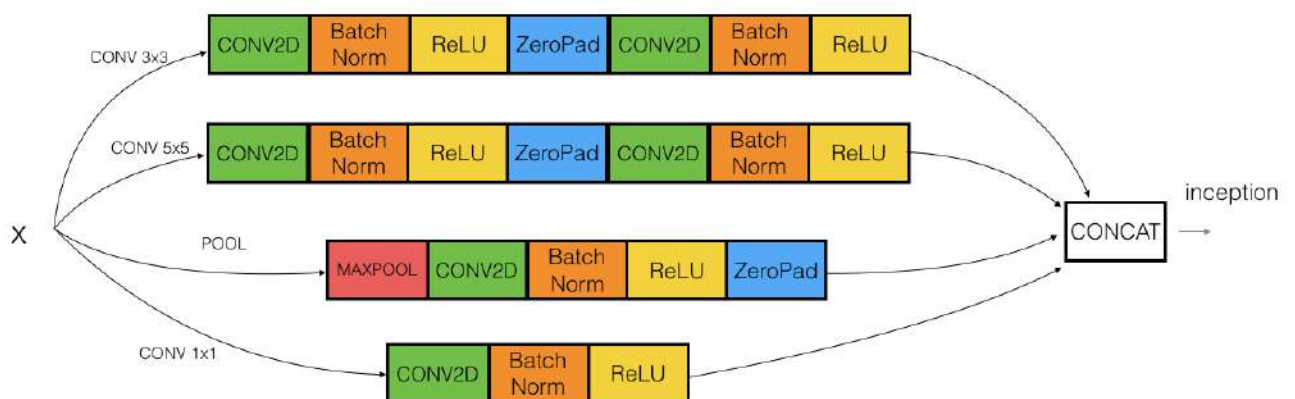 CONV 3x3
CONV2D
Batch
Norm
ReLU
ZeroPad
CONV2D
Batch
Norm
ReLU
CONV 5x5
CONV2D
Batch
Norm
ReLU
ZeroPad
CONV2D
Batch
Norm
ReLU
X
POOL
MAXPOOL
CONV2D
Batch
Norm
ReLU
ZeroPad
CONV 1x1
CONV2D
Batch
Norm
ReLU
CONCAT
inception